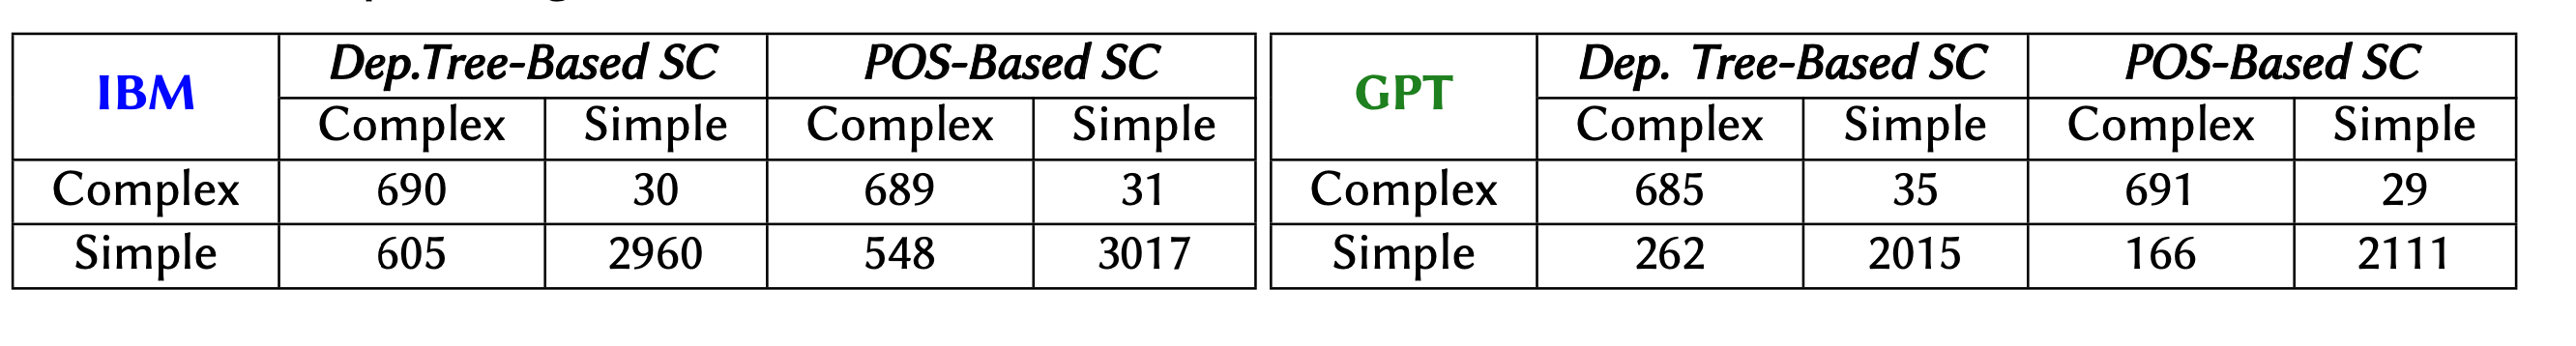 IBM Dep.Tree-Based SC POS-Based SC GPT Dep. Tree-Based SC POS-Based SC
Complex Simple Complex Simple Complex Simple Complex Simple
Complex 690 30 689 31 Complex 685 35 691 29
Simple 605 2960 548 3017 Simple 262 2015 166 2111